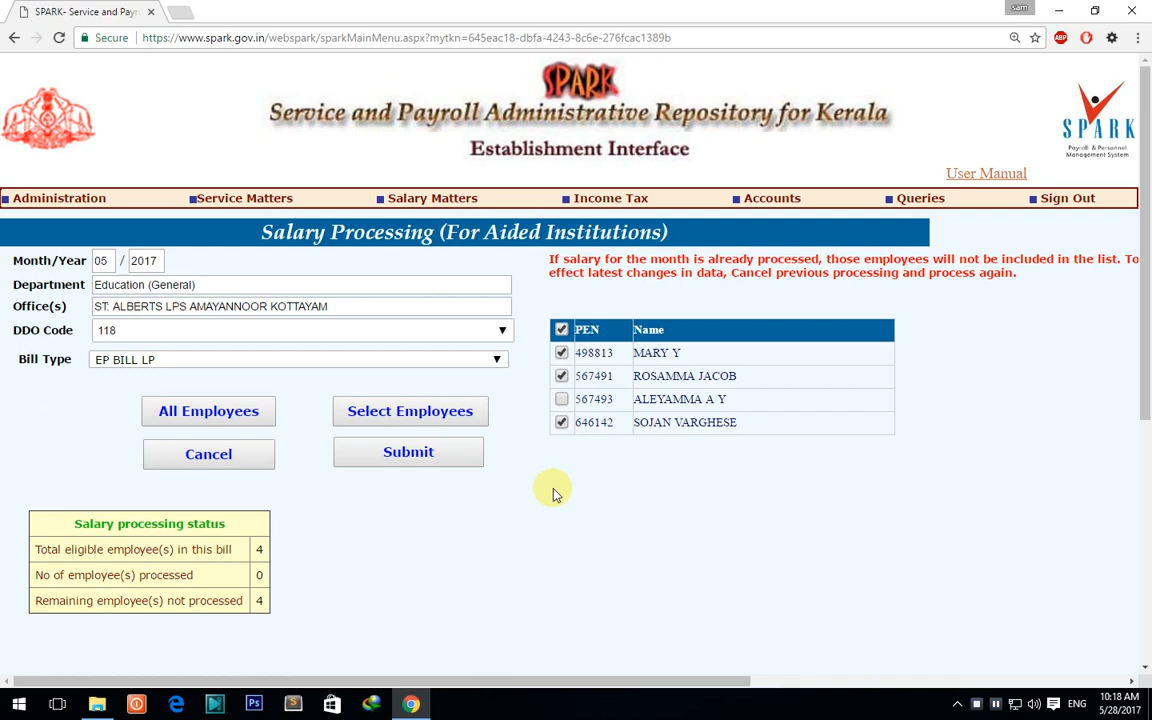 SPARK- Service and Payr
sam
Secure
https://www.spark.gov.in/webspark/sparkMainMenu.aspx?mytkn=645eac18-dbfa-4243-8c6e-276fcac1389b
ABP
SPARK
Service and Payroll Administrative Repository for Kerala
Establishment Interface
SPARK
Payroll & Personnel
Management System
User Manual
Administration
Service Matters
Salary Matters
Income Tax
Accounts
Queries
Sign Out
Salary Processing (For Aided Institutions)
Month/Year 05 / 2017
Department Education (General)
Office(s) ST. ALBERTS LPS AMAYANNOOR KOTTAYAM
DDO Code 118
Bill Type EP BILL LP
All Employees
Select Employees
Cancel
Submit
If salary for the month is already processed, those employees will not be included in the list. To
effect latest changes in data, Cancel previous processing and process again.
PEN Name
498813 MARY Y
567491 ROSAMMA JACOB
567493 ALEYAMMA A Y
646142 SOJAN VARGHESE
Salary processing status
Total eligible employee(s) in this bill 4
No of employee(s) processed 0
Remaining employee(s) not processed 4
Ps
S
ENG
10:18 AM
5/28/2017